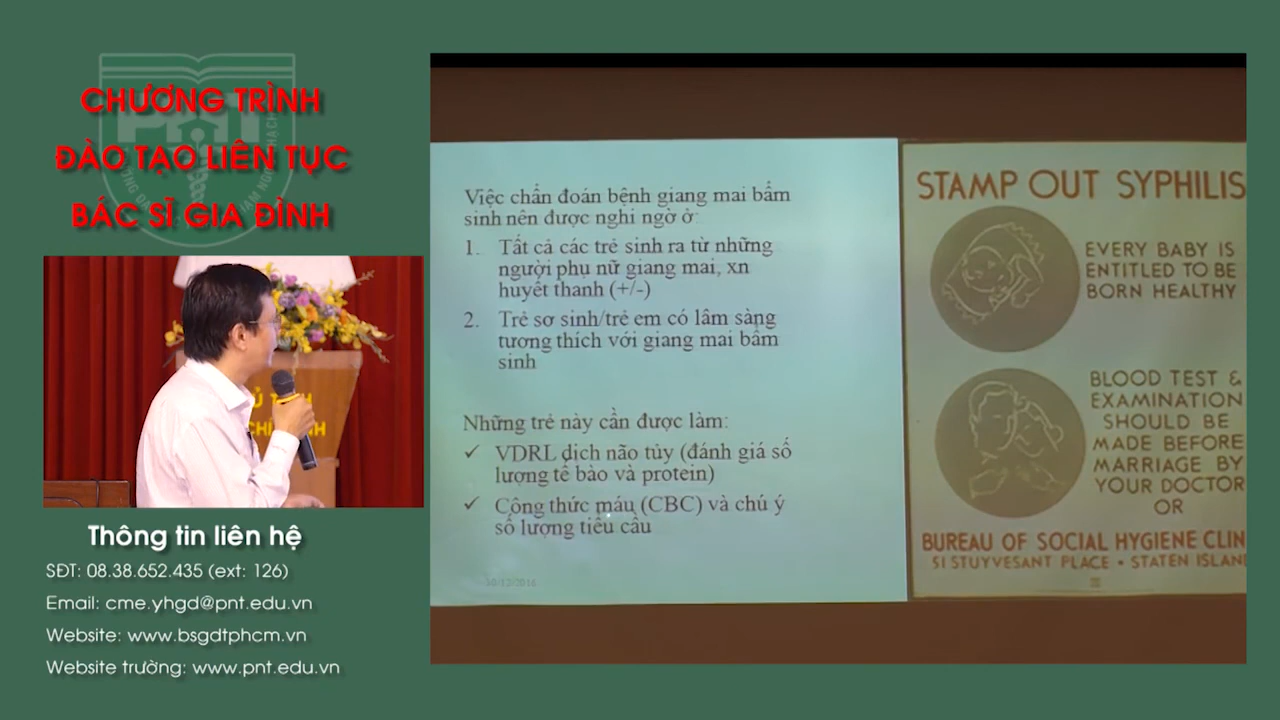 CHƯƠNG TRÌNH
ĐÀO TẠO LIÊN TỤC
BÁC SĨ GIA ĐÌNH
PNT
Thông tin liên hệ
SĐT: 08.38.652.435 (ext: 126)
Email: cme.yhgd@pnt.edu.vn
Website: www.bsgdtphcm.vn
Website trường: www.pnt.edu.vn
Việc chẩn đoán bệnh giang mai bẩm
sinh nên được nghi ngờ ở:
1. Tất cả các trẻ sinh ra từ những
người phụ nữ giang mai, xn
huyết thanh (+/-)
2. Trẻ sơ sinh/trẻ em có lâm sàng
tương thích với giang mai bẩm
sinh
Những trẻ này cần được làm:
✓ VDRL dịch não tủy (đánh giá số
lượng tế bào và protein)
✓ Công thức máu (CBC) và chú ý
số lượng tiểu cầu
30/12/2016
STAMP OUT SYPHILIS
EVERY BABY IS
ENTITLED TO BE
BORN HEALTHY
BLOOD TEST &
EXAMINATION
SHOULD BE
MADE BEFORE
MARRIAGE BY
YOUR DOCTOR
OR
BUREAU OF SOCIAL HYGIENE CLIN
51 STUYVESANT PLACE • STATEN ISLAN